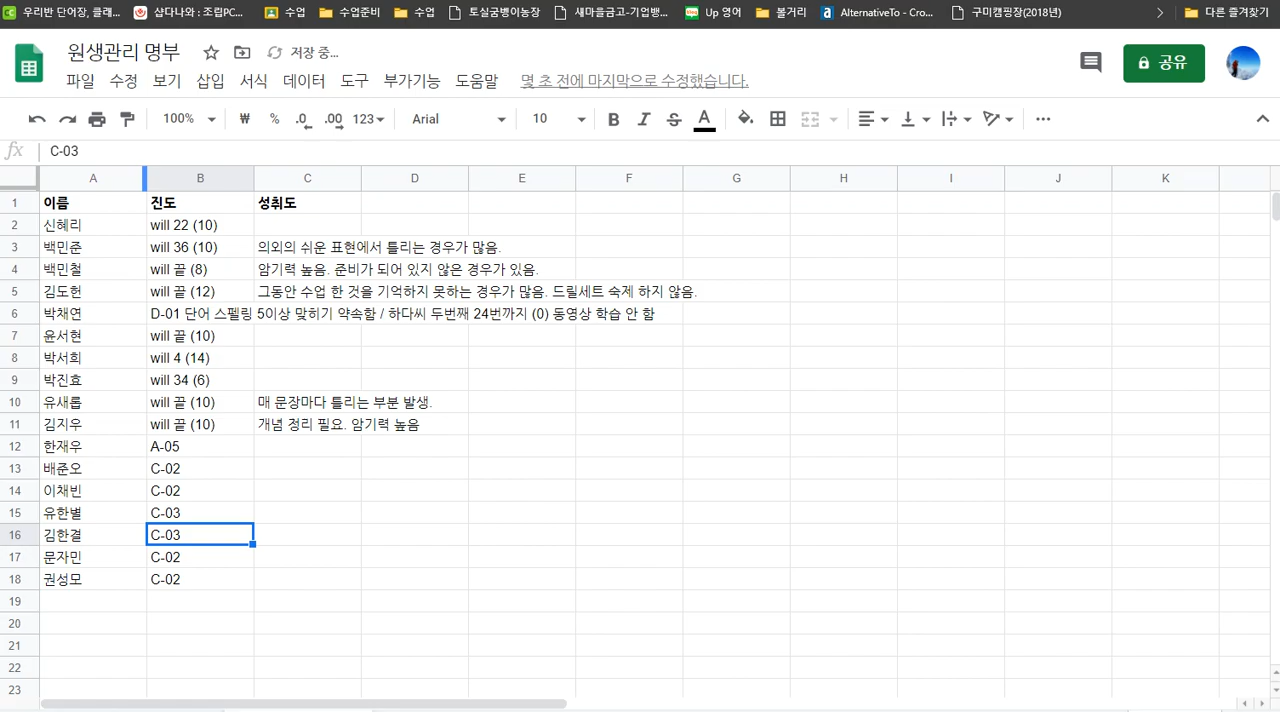 우리반 단어장, 클래... 샵다나와 : 조립PC... 수업 수업준비 수업 토실굼벵이농장 새마을금고-기업뱅... Up 영어 볼거리 AlternativeTo - Cro... 구미캠핑장(2018년) 다른 즐겨찾기
원생관리 명부 저장 중...
파일 수정 보기 삽입 서식 데이터 도구 부가기능 도움말 몇 초 전에 마지막으로 수정했습니다. 공유
100% ₩ % .0 .00 123 Arial 10 B I S A
fx C-03
A B C D E F G H I J K
1 이름 진도 성취도
2 신혜리 will 22 (10)
3 백민준 will 36 (10) 의외의 쉬운 표현에서 틀리는 경우가 많음.
4 백민철 will 끝 (8) 암기력 높음. 준비가 되어 있지 않은 경우가 있음.
5 김도헌 will 끝 (12) 그동안 수업 한 것을 기억하지 못하는 경우가 많음. 드릴세트 숙제 하지 않음.
6 박채연 D-01 단어 스펠링 5이상 맞히기 약속함 / 하다씨 두번째 24번까지 (0) 동영상 학습 안 함
7 윤서현 will 끝 (10)
8 박서희 will 4 (14)
9 박진효 will 34 (6)
10 유새롭 will 끝 (10) 매 문장마다 틀리는 부분 발생.
11 김지우 will 끝 (10) 개념 정리 필요. 암기력 높음
12 한재우 A-05
13 배준오 C-02
14 이채빈 C-02
15 유한별 C-03
16 김한결 C-03
17 문자민 C-02
18 권성모 C-02
19
20
21
22
23